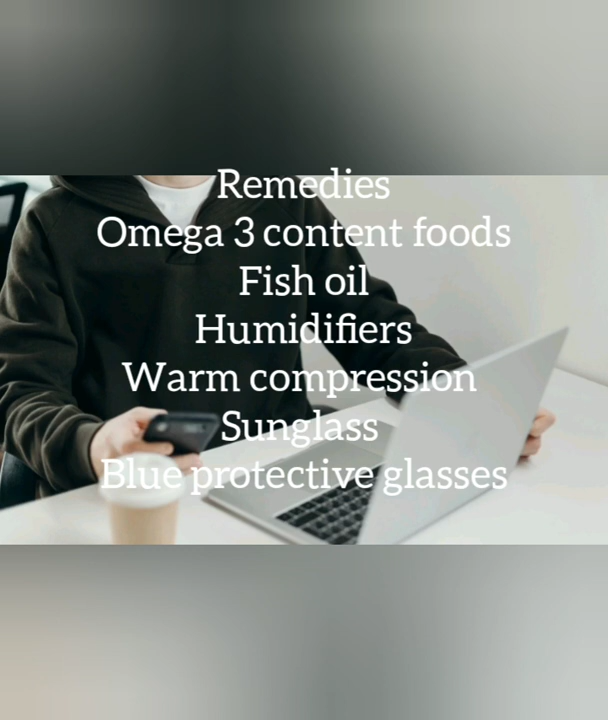 Remedies
Omega 3 content foods
Fish oil
Humidifiers
Warm compression
Sunglass
Blue protective glasses